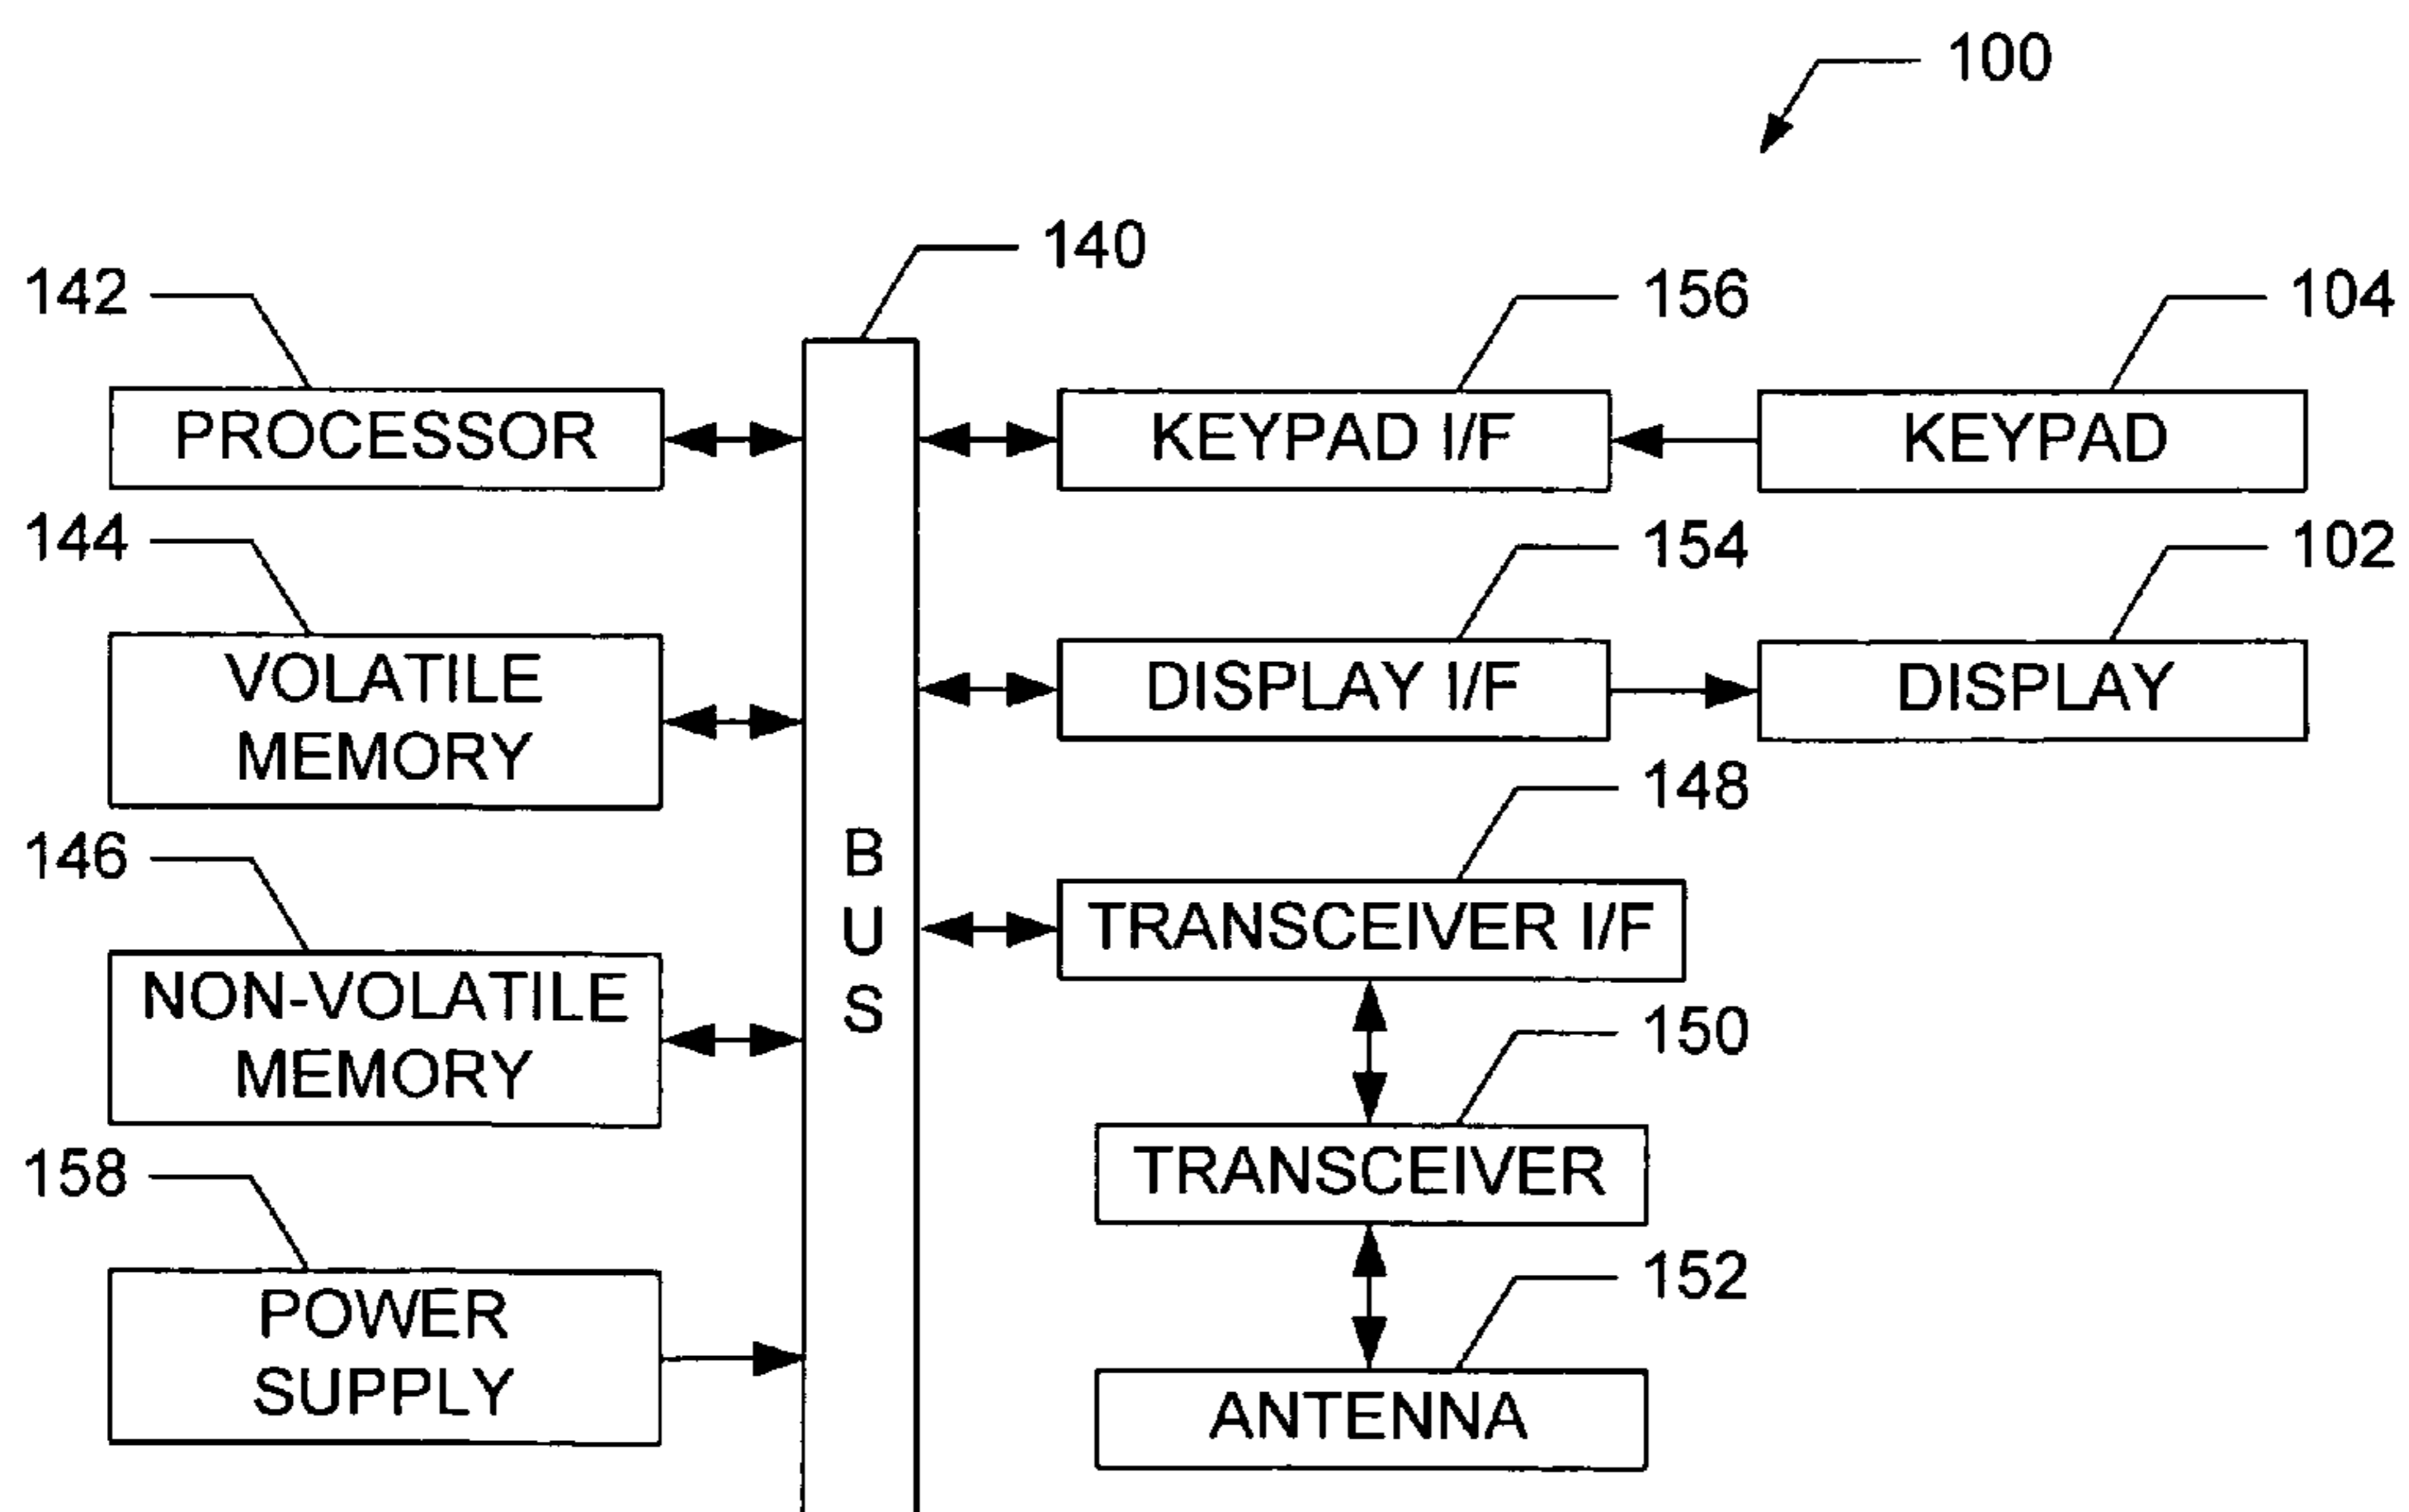 100
140
142
156
104
PROCESSOR
KEYPAD I/F
KEYPAD
144
154
102
VOLATILE
MEMORY
DISPLAY I/F
DISPLAY
148
146
B
U
S
TRANSCEIVER I/F
NON-VOLATILE
MEMORY
150
158
TRANSCEIVER
152
POWER
SUPPLY
ANTENNA